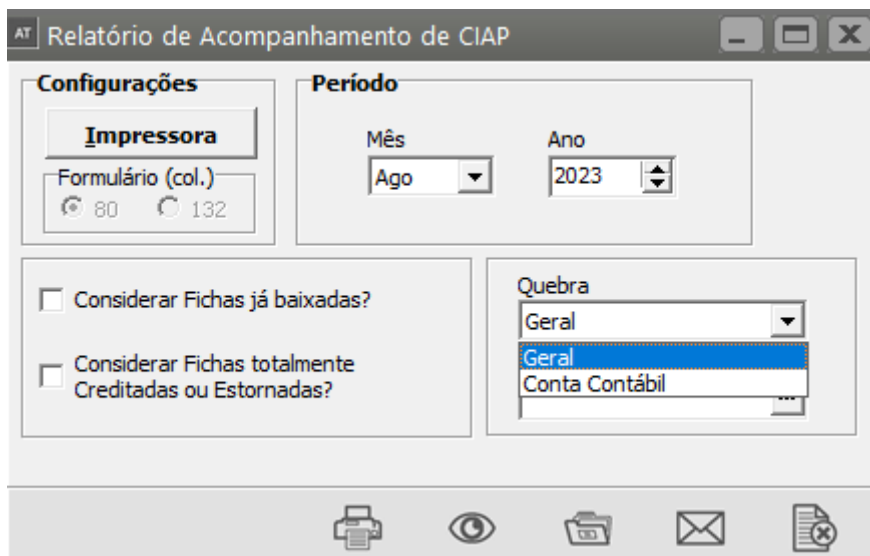 AT Relatório de Acompanhamento de CIAP
Configurações
Impressora
Formulário (col.)
80 132
Período
Mês Ano
Ago 2023
Considerar Fichas já baixadas?
Considerar Fichas totalmente
Creditadas ou Estornadas?
Quebra
Geral
Geral
Conta Contábil
...